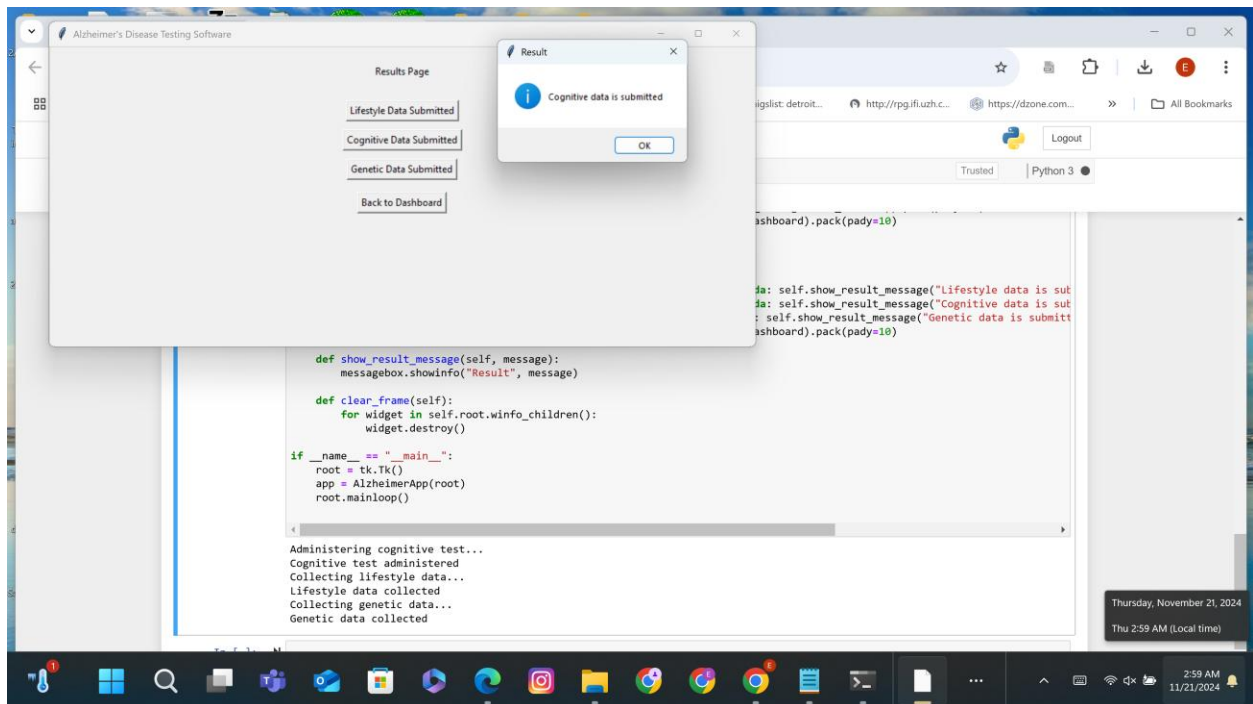 Alzheimer's Disease Testing Software
Results Page
Lifestyle Data Submitted
Cognitive Data Submitted
Genetic Data Submitted
Back to Dashboard
Result
Cognitive data is submitted
OK
E
aigslist: detroit...
http://rpg.ifi.uzh.c...
https://dzone.com...
»
All Bookmarks
Logout
Trusted
Python 3
ashboard).pack(pady=10)
da: self.show_result_message("Lifestyle data is sub
da: self.show_result_message("Cognitive data is sub
: self.show_result_message("Genetic data is submitt
ashboard).pack(pady=10)
def show_result_message(self, message):
messagebox.showinfo("Result", message)
def clear_frame(self):
for widget in self.root.winfo_children():
widget.destroy()
if __name__ == "__main__":
root = tk.Tk()
app = AlzheimerApp(root)
root.mainloop()
Administering cognitive test...
Cognitive test administered
Collecting lifestyle data...
Lifestyle data collected
Collecting genetic data...
Genetic data collected
Thursday, November 21, 2024
Thu 2:59 AM (Local time)
1
2:59 AM
11/21/2024